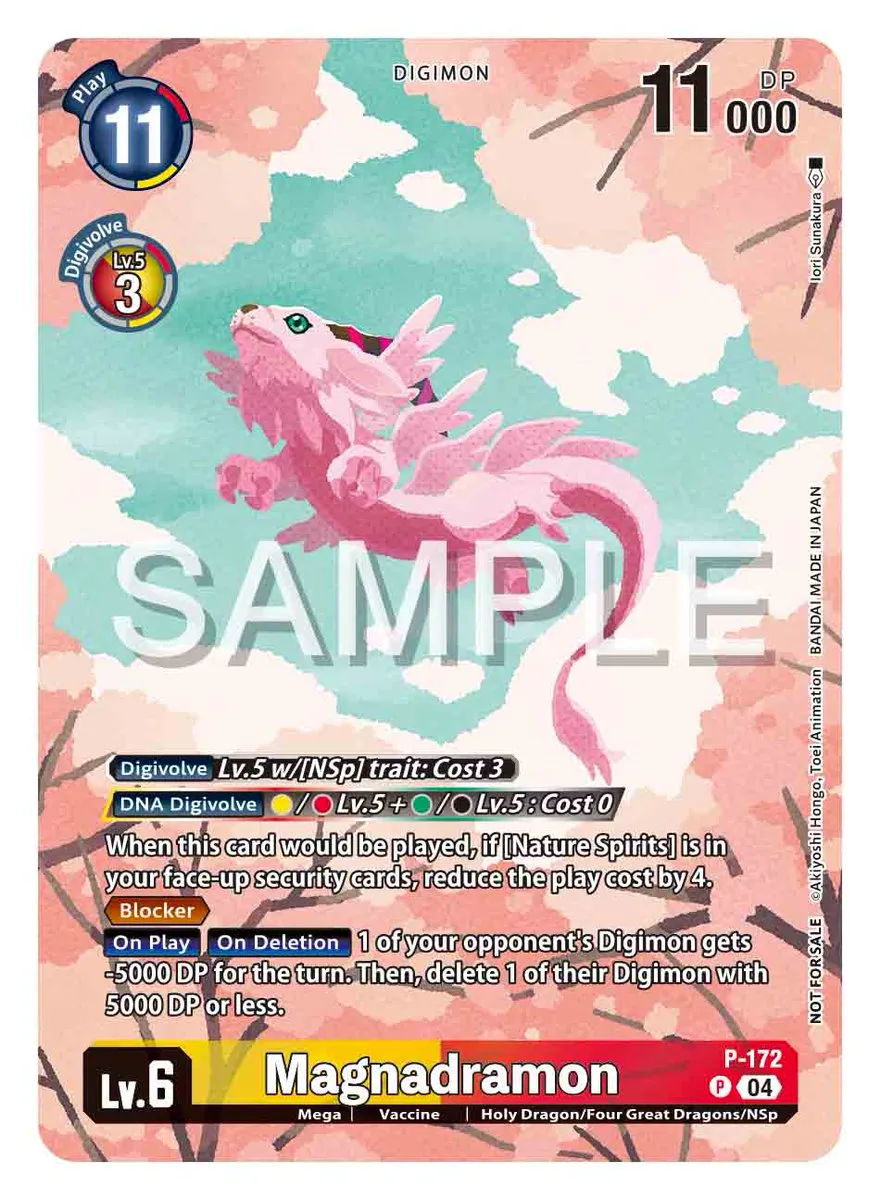 DIGIMON
Play
11
11000 DP
Digivolve
Lv.5
3
Iori Sunakura
SAMPLE
©Akiyoshi Hongo, Toei Animation BANDAI MADE IN JAPAN
NOT FOR SALE
Digivolve Lv.5 w/[NSp] trait: Cost 3
DNA Digivolve / Lv.5 + / Lv.5 : Cost 0
When this card would be played, if [Nature Spirits] is in
your face-up security cards, reduce the play cost by 4.
Blocker
On Play On Deletion 1 of your opponent's Digimon gets
-5000 DP for the turn. Then, delete 1 of their Digimon with
5000 DP or less.
Lv.6
Magnadramon
P-172
P 04
Mega | Vaccine | Holy Dragon/Four Great Dragons/NSp